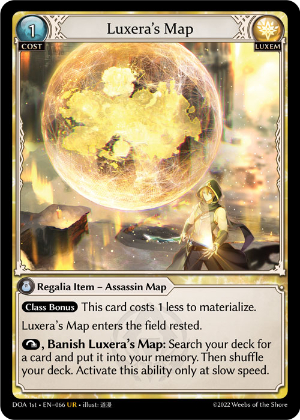 1
COST
Luxera's Map
LUXEM
Regalia Item – Assassin Map
Class Bonus This card costs 1 less to materialize.
Luxera's Map enters the field rested.
, Banish Luxera's Map: Search your deck for
a card and put it into your memory. Then shuffle
your deck. Activate this ability only at slow speed.
DOA 1st • EN-066 UR • illust:
©2022 Weebs of the Shore